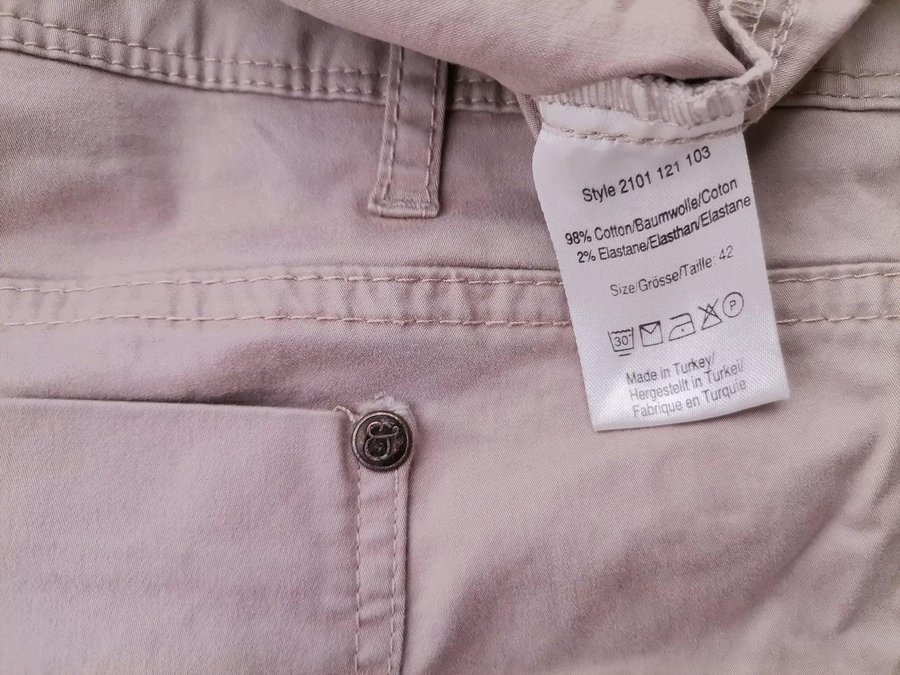 Style 2101 121 103
98% Cotton/Baumwolle/Coton
2% Elastane/Elasthan/Elastane
Size/Grösse/Taille: 42
30° P
Made in Turkey/
Hergestellt in Turkei/
Fabrique en Turquie